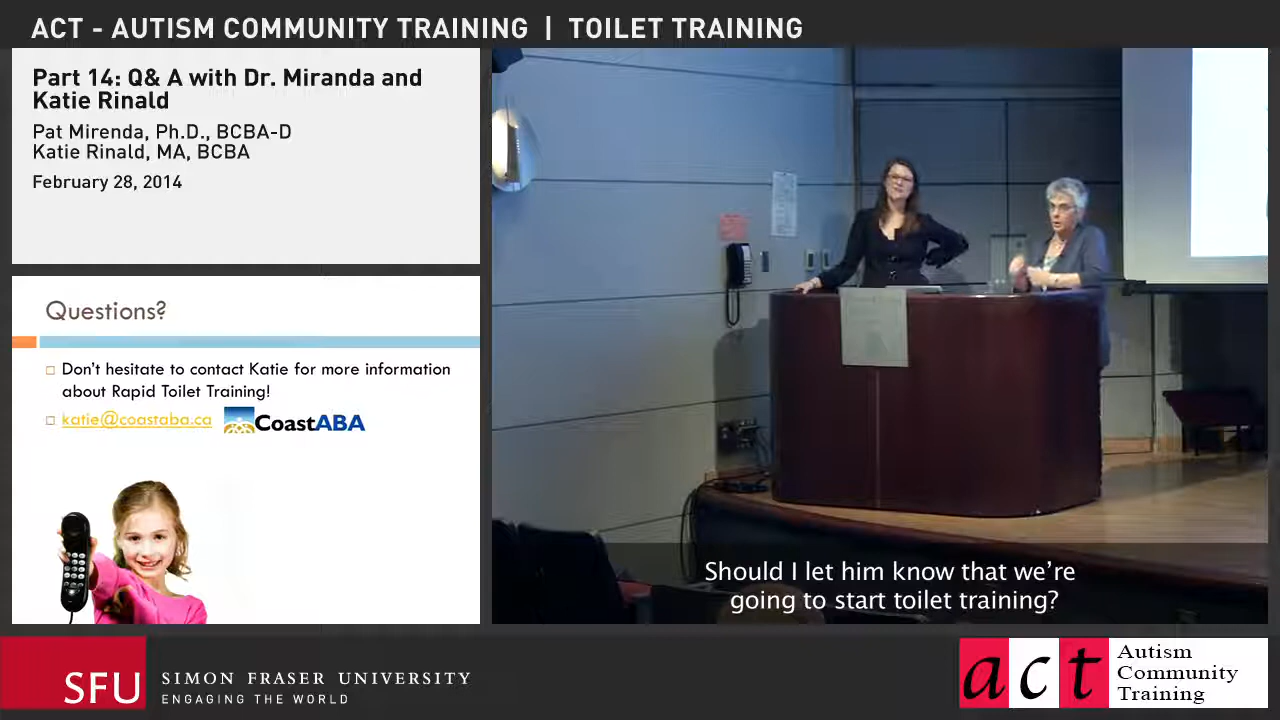 ACT - AUTISM COMMUNITY TRAINING | TOILET TRAINING
Part 14: Q& A with Dr. Miranda and
Katie Rinald
Pat Mirenda, Ph.D., BCBA-D
Katie Rinald, MA, BCBA
February 28, 2014
Questions?
Don't hesitate to contact Katie for more information
about Rapid Toilet Training!
katie@coastaba.ca
CoastABA
Should I let him know that we're
going to start toilet training?
SFU
SIMON FRASER UNIVERSITY
ENGAGING THE WORLD
act
Autism
Community
Training